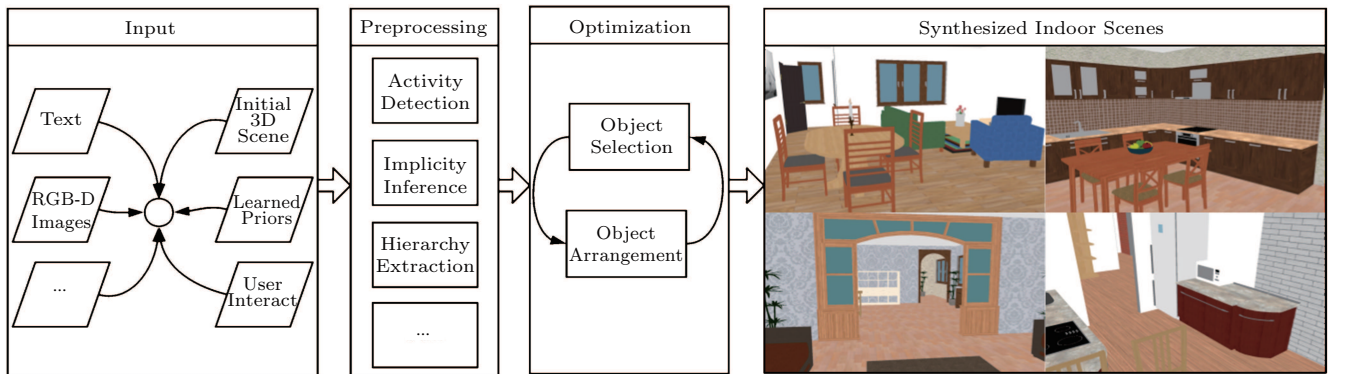 Input
Text
Initial
3D
Scene
RGB-D
Images
Learned
Priors
...
User
Interact
Preprocessing
Activity
Detection
Implicity
Inference
Hierarchy
Extraction
...
Optimization
Object
Selection
Object
Arrangement
Synthesized Indoor Scenes